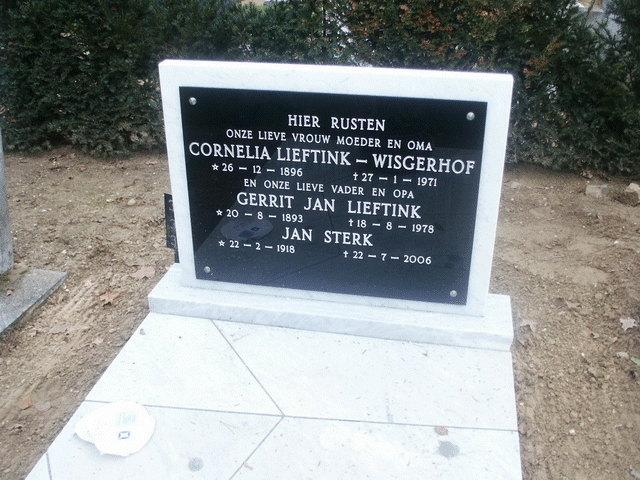 HIER RUSTEN
ONZE LIEVE VROUW MOEDER EN OMA
CORNELIA LIEFTINK – WISGERHOF
* 26 – 12 – 1896 † 27 – 1 – 1971
EN ONZE LIEVE VADER EN OPA
GERRIT JAN LIEFTINK
* 20 – 8 – 1893 † 18 – 8 – 1978
JAN STERK
* 22 – 2 – 1918 † 22 – 7 – 2006